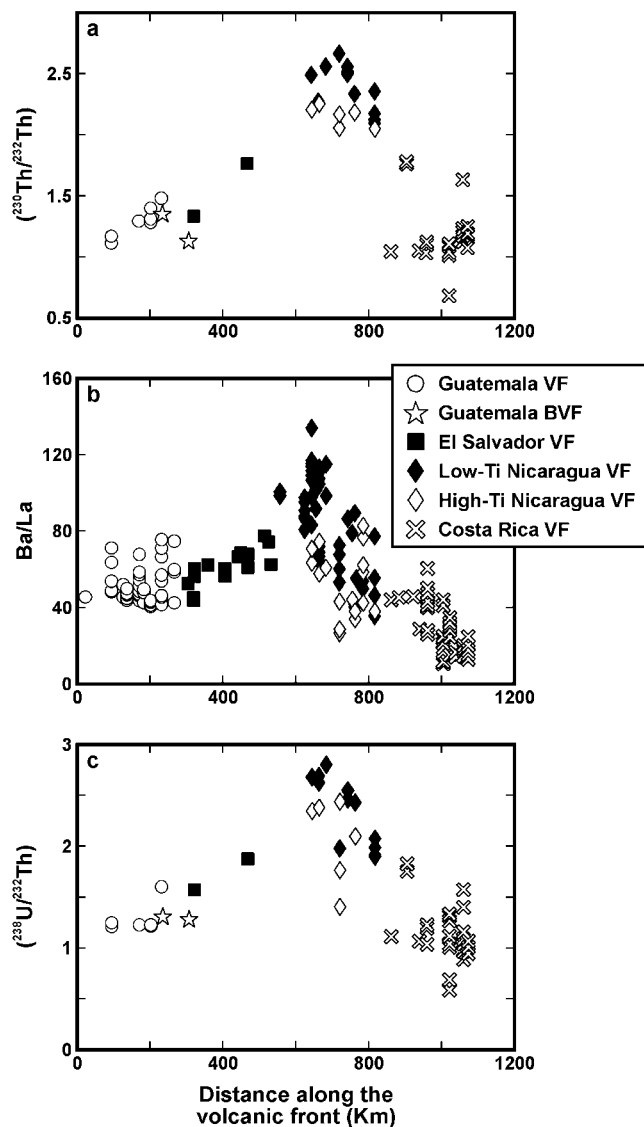 a
2.5
1.5
0.5
(²³⁰Th/²³²Th)
0 400 800 1200
b
160
120
80
40
0
Ba/La
0 400 800 1200
Guatemala VF
Guatemala BVF
El Salvador VF
Low-Ti Nicaragua VF
High-Ti Nicaragua VF
Costa Rica VF
c
3
2
1
0
(²³⁸U/²³²Th)
0 400 800 1200
Distance along the
volcanic front (Km)